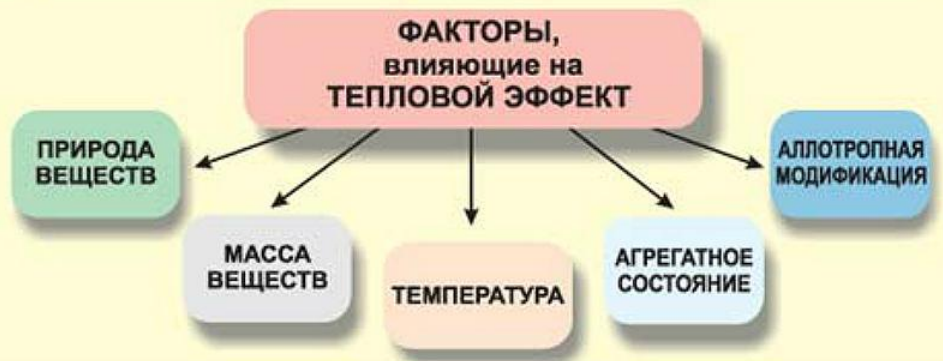 ФАКТОРЫ,
влияющие на
ТЕПЛОВОЙ ЭФФЕКТ
ПРИРОДА
ВЕЩЕСТВ
МАССА
ВЕЩЕСТВ
ТЕМПЕРАТУРА
АГРЕГАТНОЕ
СОСТОЯНИЕ
АЛЛОТРОПНАЯ
МОДИФИКАЦИЯ